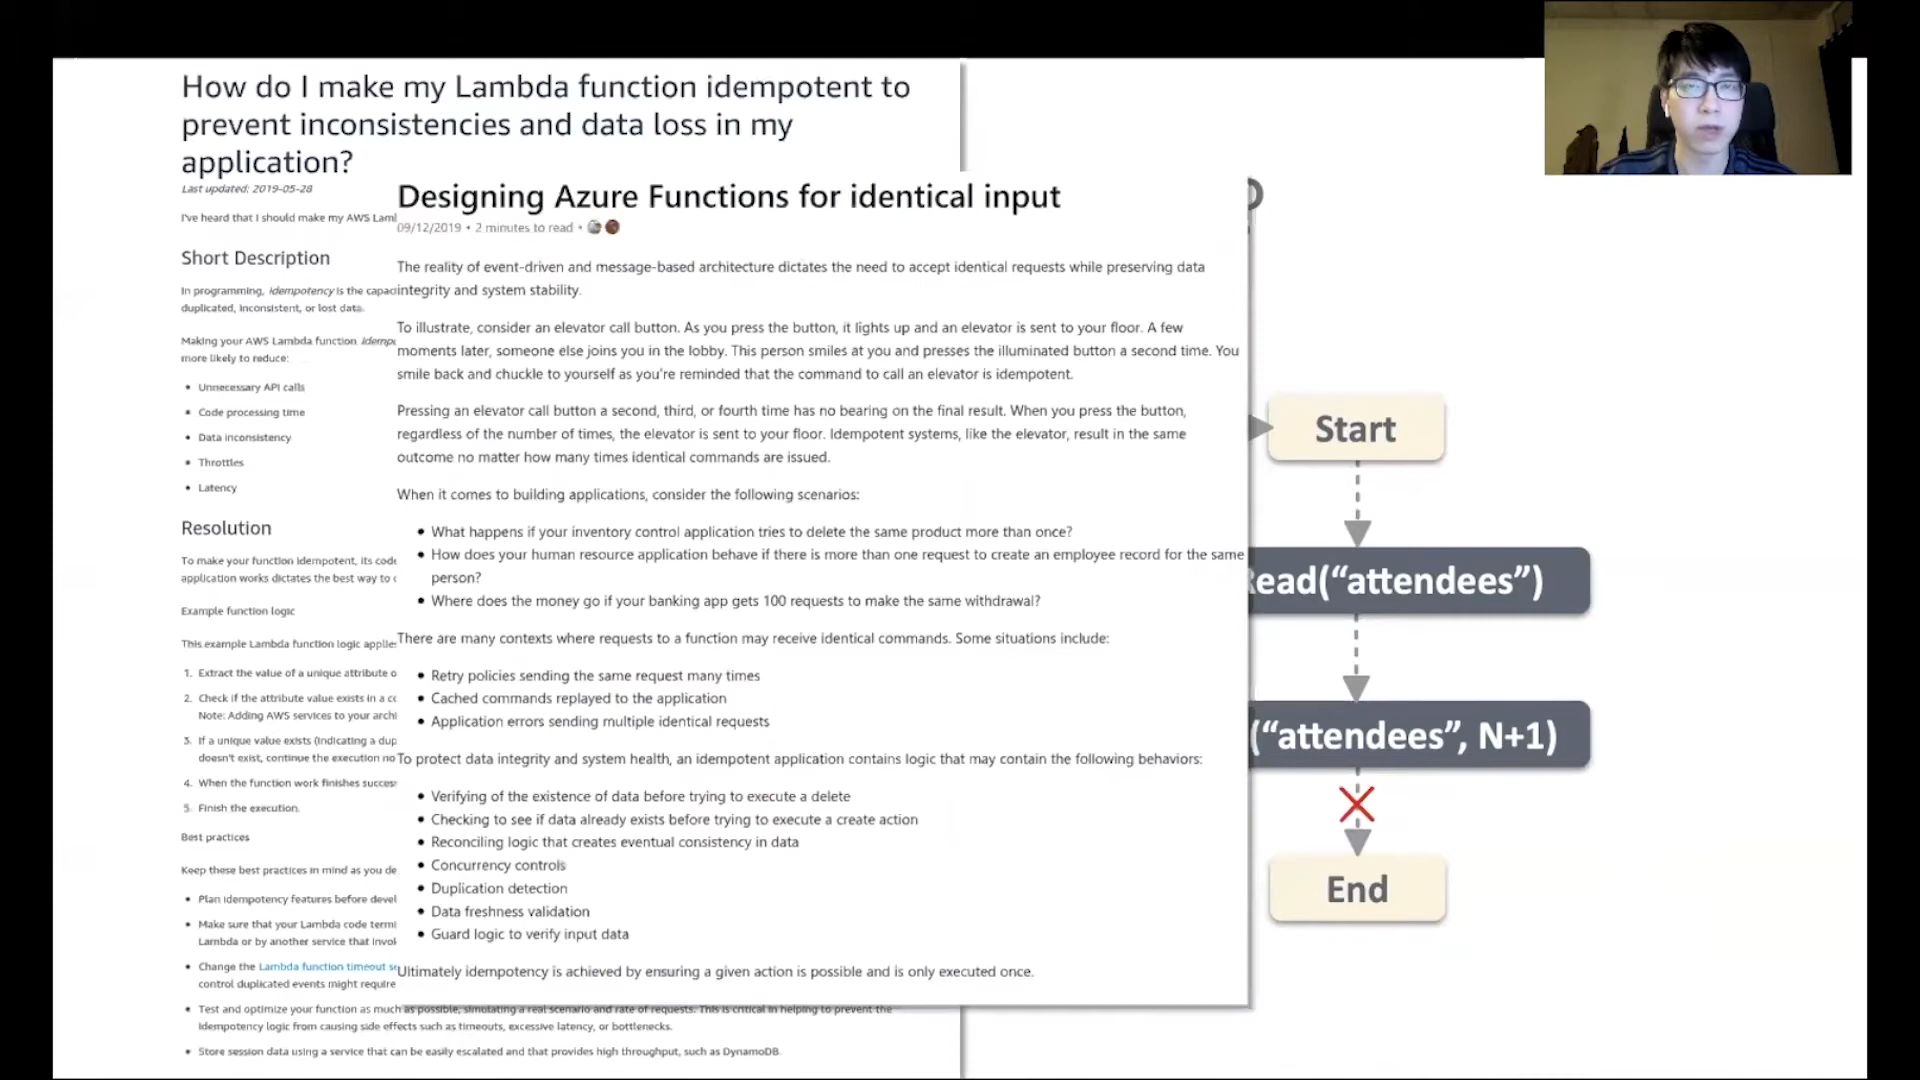 How do I make my Lambda function idempotent to
prevent inconsistencies and data loss in my
application?
Last updated: 2019-05-28
I've heard that I should make my AWS Laml
Short Description
In programming, idempotency is the capac
duplicated, inconsistent, or lost data.
Making your AWS Lambda function idemp
more likely to reduce:
• Unnecessary API calls
• Code processing time
• Data inconsistency
• Throttles
• Latency
Resolution
To make your function idempotent, its code
application works dictates the best way to
Example function logic
This example Lambda function logic applie
1. Extract the value of a unique attribute o
2. Check if the attribute value exists in a
Note: Adding AWS services to your archi
3. If a unique value exists (indicating a dup
doesn't exist, continue the execution no
4. When the function work finishes succes
5. Finish the execution.
Best practices
Keep these best practices in mind as you de
• Plan idempotency features before devel
• Make sure that your Lambda code termi
Lambda or by another service that invol
• Change the Lambda function timeout se
control duplicated events might require
• Test and optimize your function as much as possible, simulating a real scenario and rate of requests. This is critical in helping to prevent the
idempotency logic from causing side effects such as timeouts, excessive latency, or bottlenecks.
• Store session data using a service that can be easily escalated and that provides high throughput, such as DynamoDB.
Designing Azure Functions for identical input
09/12/2019 • 2 minutes to read •
The reality of event-driven and message-based architecture dictates the need to accept identical requests while preserving data
integrity and system stability.
To illustrate, consider an elevator call button. As you press the button, it lights up and an elevator is sent to your floor. A few
moments later, someone else joins you in the lobby. This person smiles at you and presses the illuminated button a second time. You
smile back and chuckle to yourself as you're reminded that the command to call an elevator is idempotent.
Pressing an elevator call button a second, third, or fourth time has no bearing on the final result. When you press the button,
regardless of the number of times, the elevator is sent to your floor. Idempotent systems, like the elevator, result in the same
outcome no matter how many times identical commands are issued.
When it comes to building applications, consider the following scenarios:
• What happens if your inventory control application tries to delete the same product more than once?
• How does your human resource application behave if there is more than one request to create an employee record for the same
person?
• Where does the money go if your banking app gets 100 requests to make the same withdrawal?
There are many contexts where requests to a function may receive identical commands. Some situations include:
• Retry policies sending the same request many times
• Cached commands replayed to the application
• Application errors sending multiple identical requests
To protect data integrity and system health, an idempotent application contains logic that may contain the following behaviors:
• Verifying of the existence of data before trying to execute a delete
• Checking to see if data already exists before trying to execute a create action
• Reconciling logic that creates eventual consistency in data
• Concurrency controls
• Duplication detection
• Data freshness validation
• Guard logic to verify input data
Ultimately idempotency is achieved by ensuring a given action is possible and is only executed once.
Start
Read(“attendees”)
(“attendees”, N+1)
End